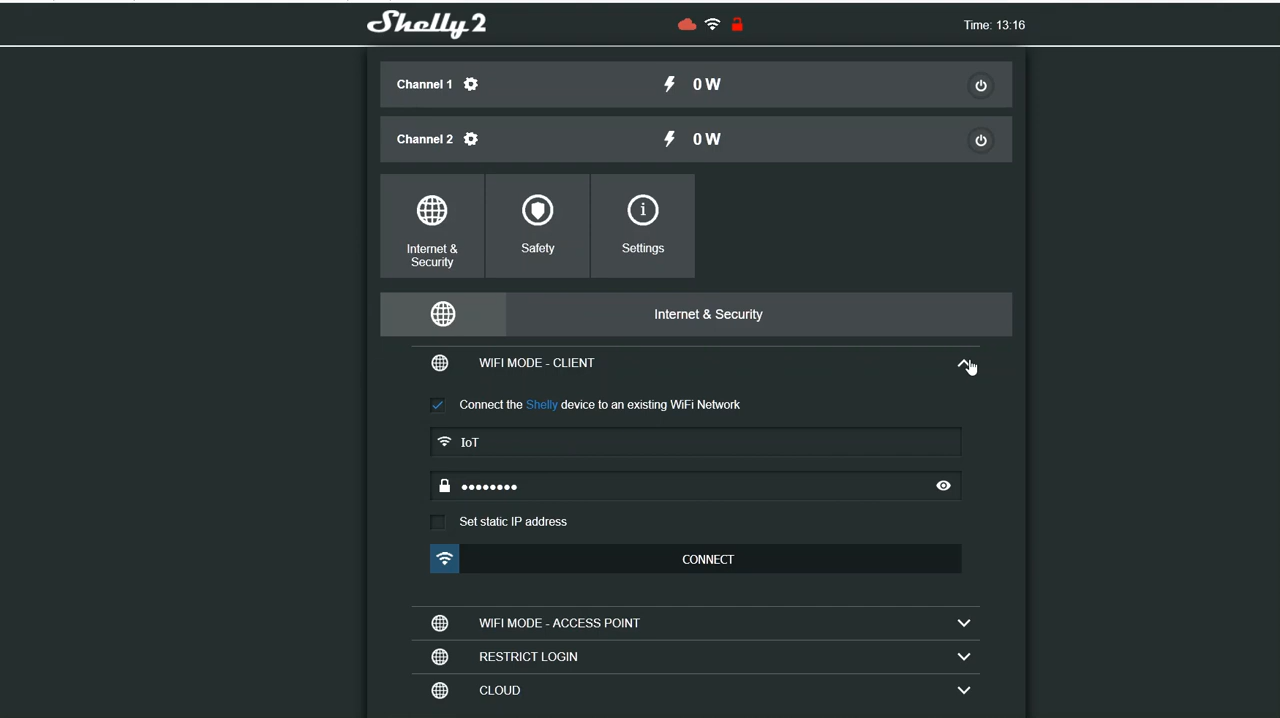 Shelly 2
Time: 13:16
Channel 1
0 W
Channel 2
0 W
Internet &
Security
Safety
Settings
Internet & Security
WIFI MODE - CLIENT
Connect the Shelly device to an existing WiFi Network
IoT
••••••••
Set static IP address
CONNECT
WIFI MODE - ACCESS POINT
RESTRICT LOGIN
CLOUD